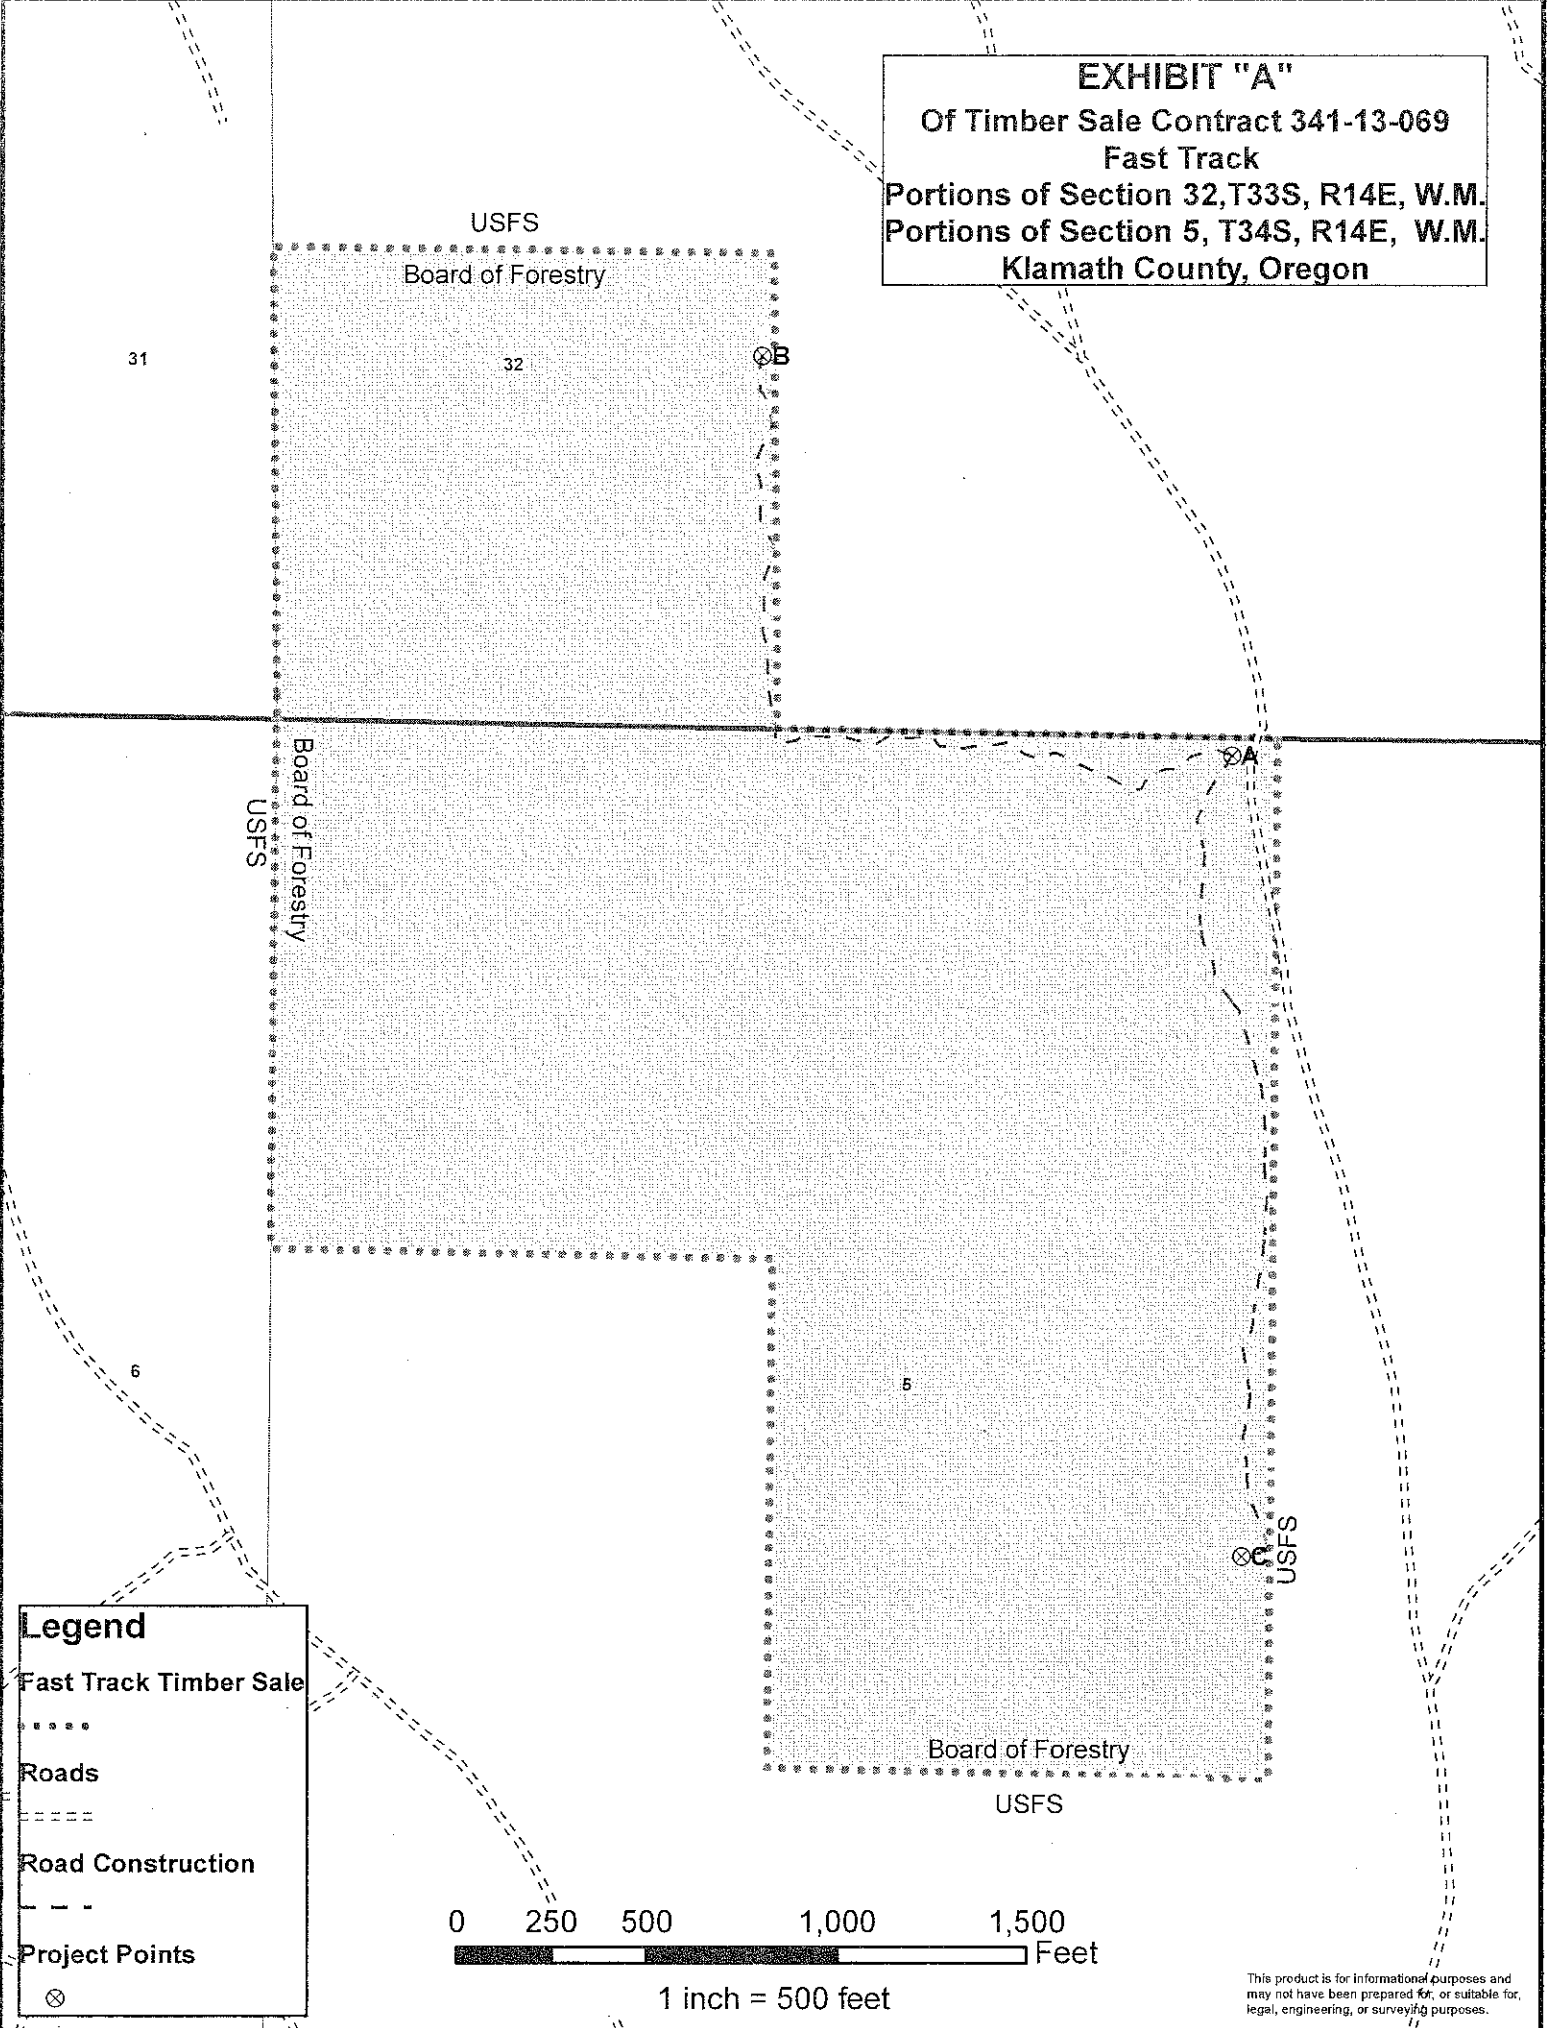 EXHIBIT "A"
Of Timber Sale Contract 341-13-069
Fast Track
Portions of Section 32,T33S, R14E, W.M.
Portions of Section 5, T34S, R14E, W.M.
Klamath County, Oregon
USFS
Board of Forestry
31
32
B
A
Board of Forestry
USFS
6
5
C
USFS
Board of Forestry
USFS
Legend
Fast Track Timber Sale
Roads
Road Construction
Project Points
0 250 500 1,000 1,500
Feet
1 inch = 500 feet
This product is for informational purposes and
may not have been prepared for, or suitable for,
legal, engineering, or surveying purposes.